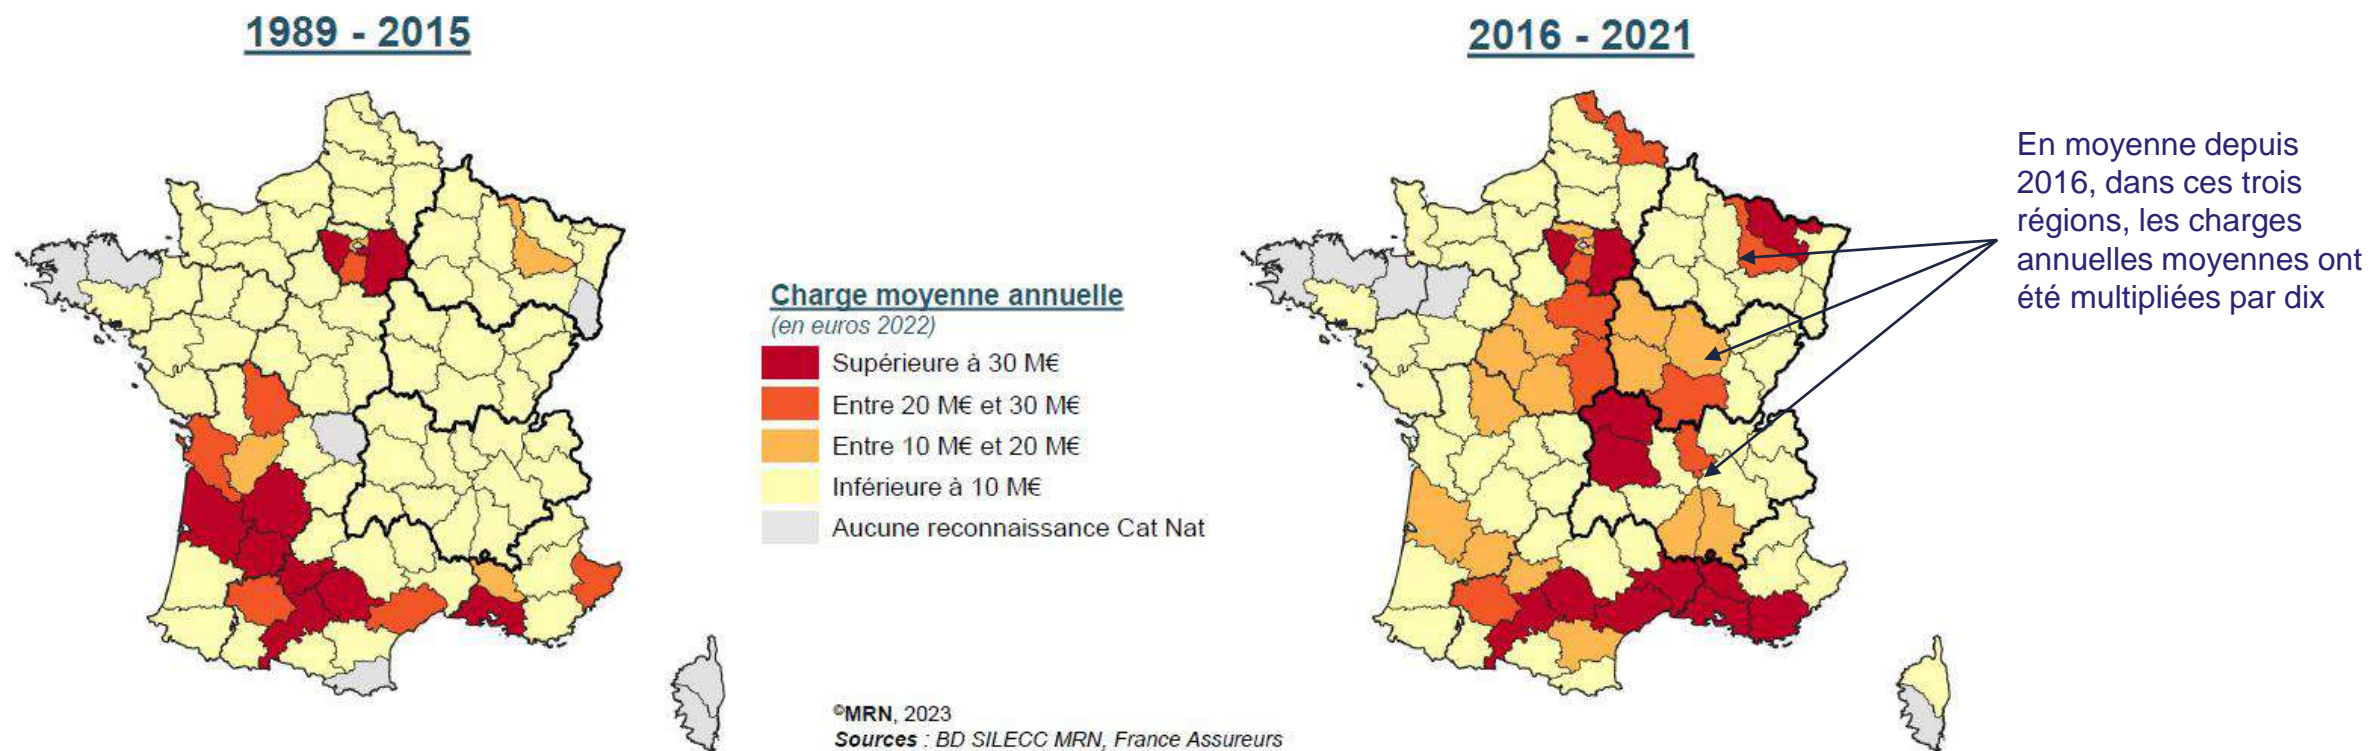 1989 - 2015
2016 - 2021
Charge moyenne annuelle
(en euros 2022)
Supérieure à 30 M€
Entre 20 M€ et 30 M€
Entre 10 M€ et 20 M€
Inférieure à 10 M€
Aucune reconnaissance Cat Nat
En moyenne depuis
2016, dans ces trois
régions, les charges
annuelles moyennes ont
été multipliées par dix
©MRN, 2023
Sources : BD SILECC MRN, France Assureurs